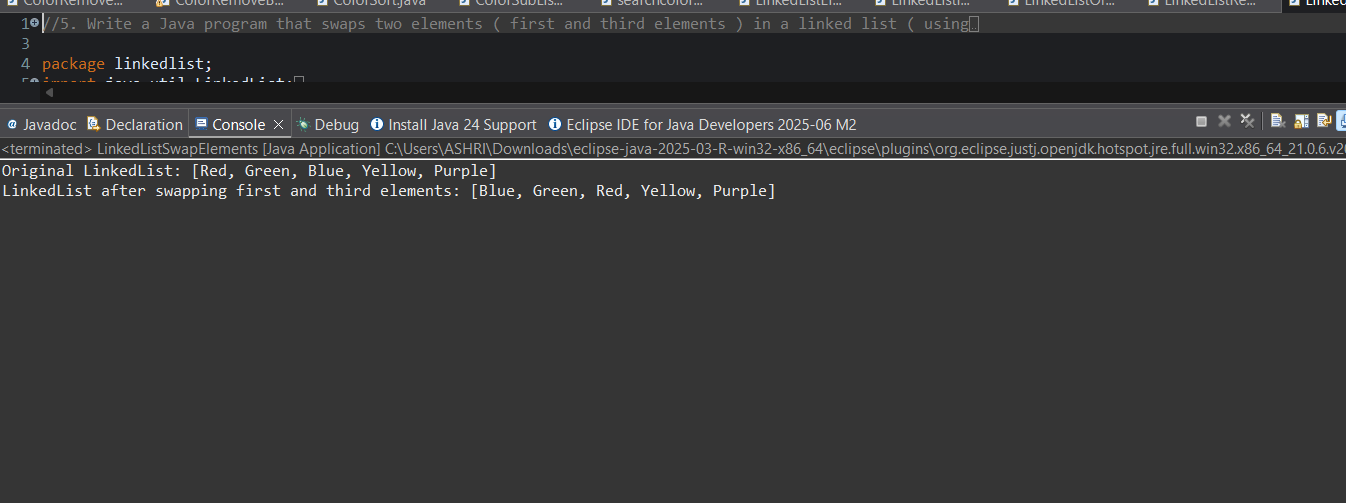 ColorRemove... ColorRemoveB... ColorSort.java ColorSubLis... searchcolor... LinkedListEl... LinkedListI... LinkedListOf... LinkedListRe... Linked
1 //5. Write a Java program that swaps two elements ( first and third elements ) in a linked list ( using
3
4 package linkedlist;
5 import java.util.LinkedList;
@ Javadoc Declaration Console Debug Install Java 24 Support Eclipse IDE for Java Developers 2025-06 M2
<terminated> LinkedListSwapElements [Java Application] C:\Users\ASHRI\Downloads\eclipse-java-2025-03-R-win32-x86_64\eclipse\plugins\org.eclipse.justj.openjdk.hotspot.jre.full.win32.x86_64_21.0.6.v20
Original LinkedList: [Red, Green, Blue, Yellow, Purple]
LinkedList after swapping first and third elements: [Blue, Green, Red, Yellow, Purple]